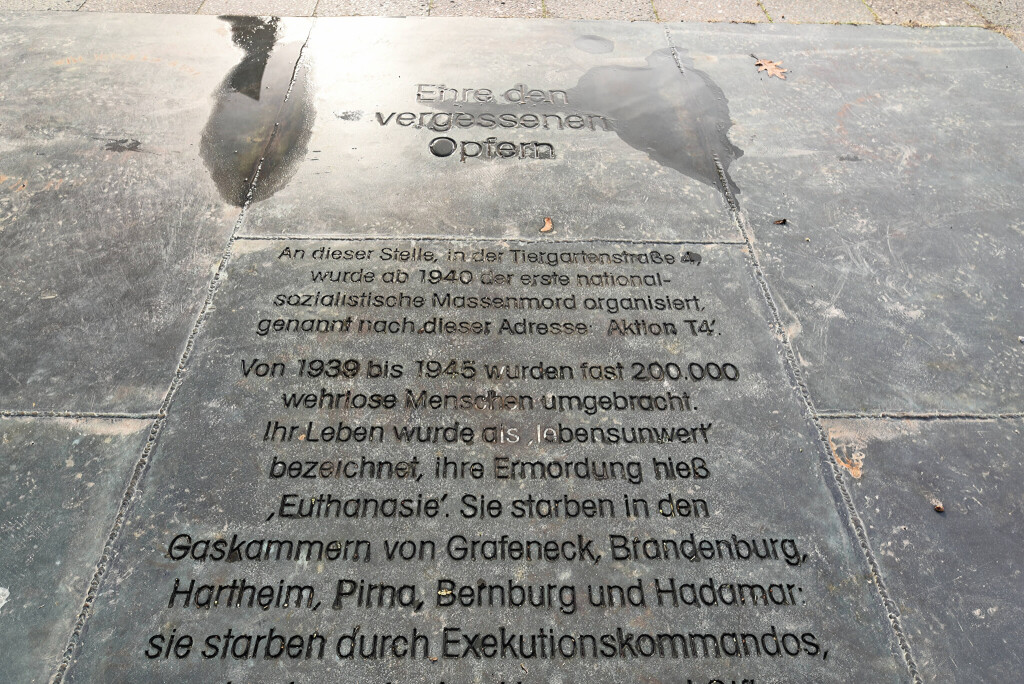 Ehre den
vergessenen
Opfern
An dieser Stelle, in der Tiergartenstraße 4,
wurde ab 1940 der erste national-
sozialistische Massenmord organisiert,
genannt nach dieser Adresse: ‚Aktion T4‘.
Von 1939 bis 1945 wurden fast 200.000
wehrlose Menschen umgebracht.
Ihr Leben wurde als ‚lebensunwert‘
bezeichnet, ihre Ermordung hieß
‚Euthanasie‘. Sie starben in den
Gaskammern von Grafeneck, Brandenburg,
Hartheim, Pirna, Bernburg und Hadamar:
sie starben durch Exekutionskommandos,